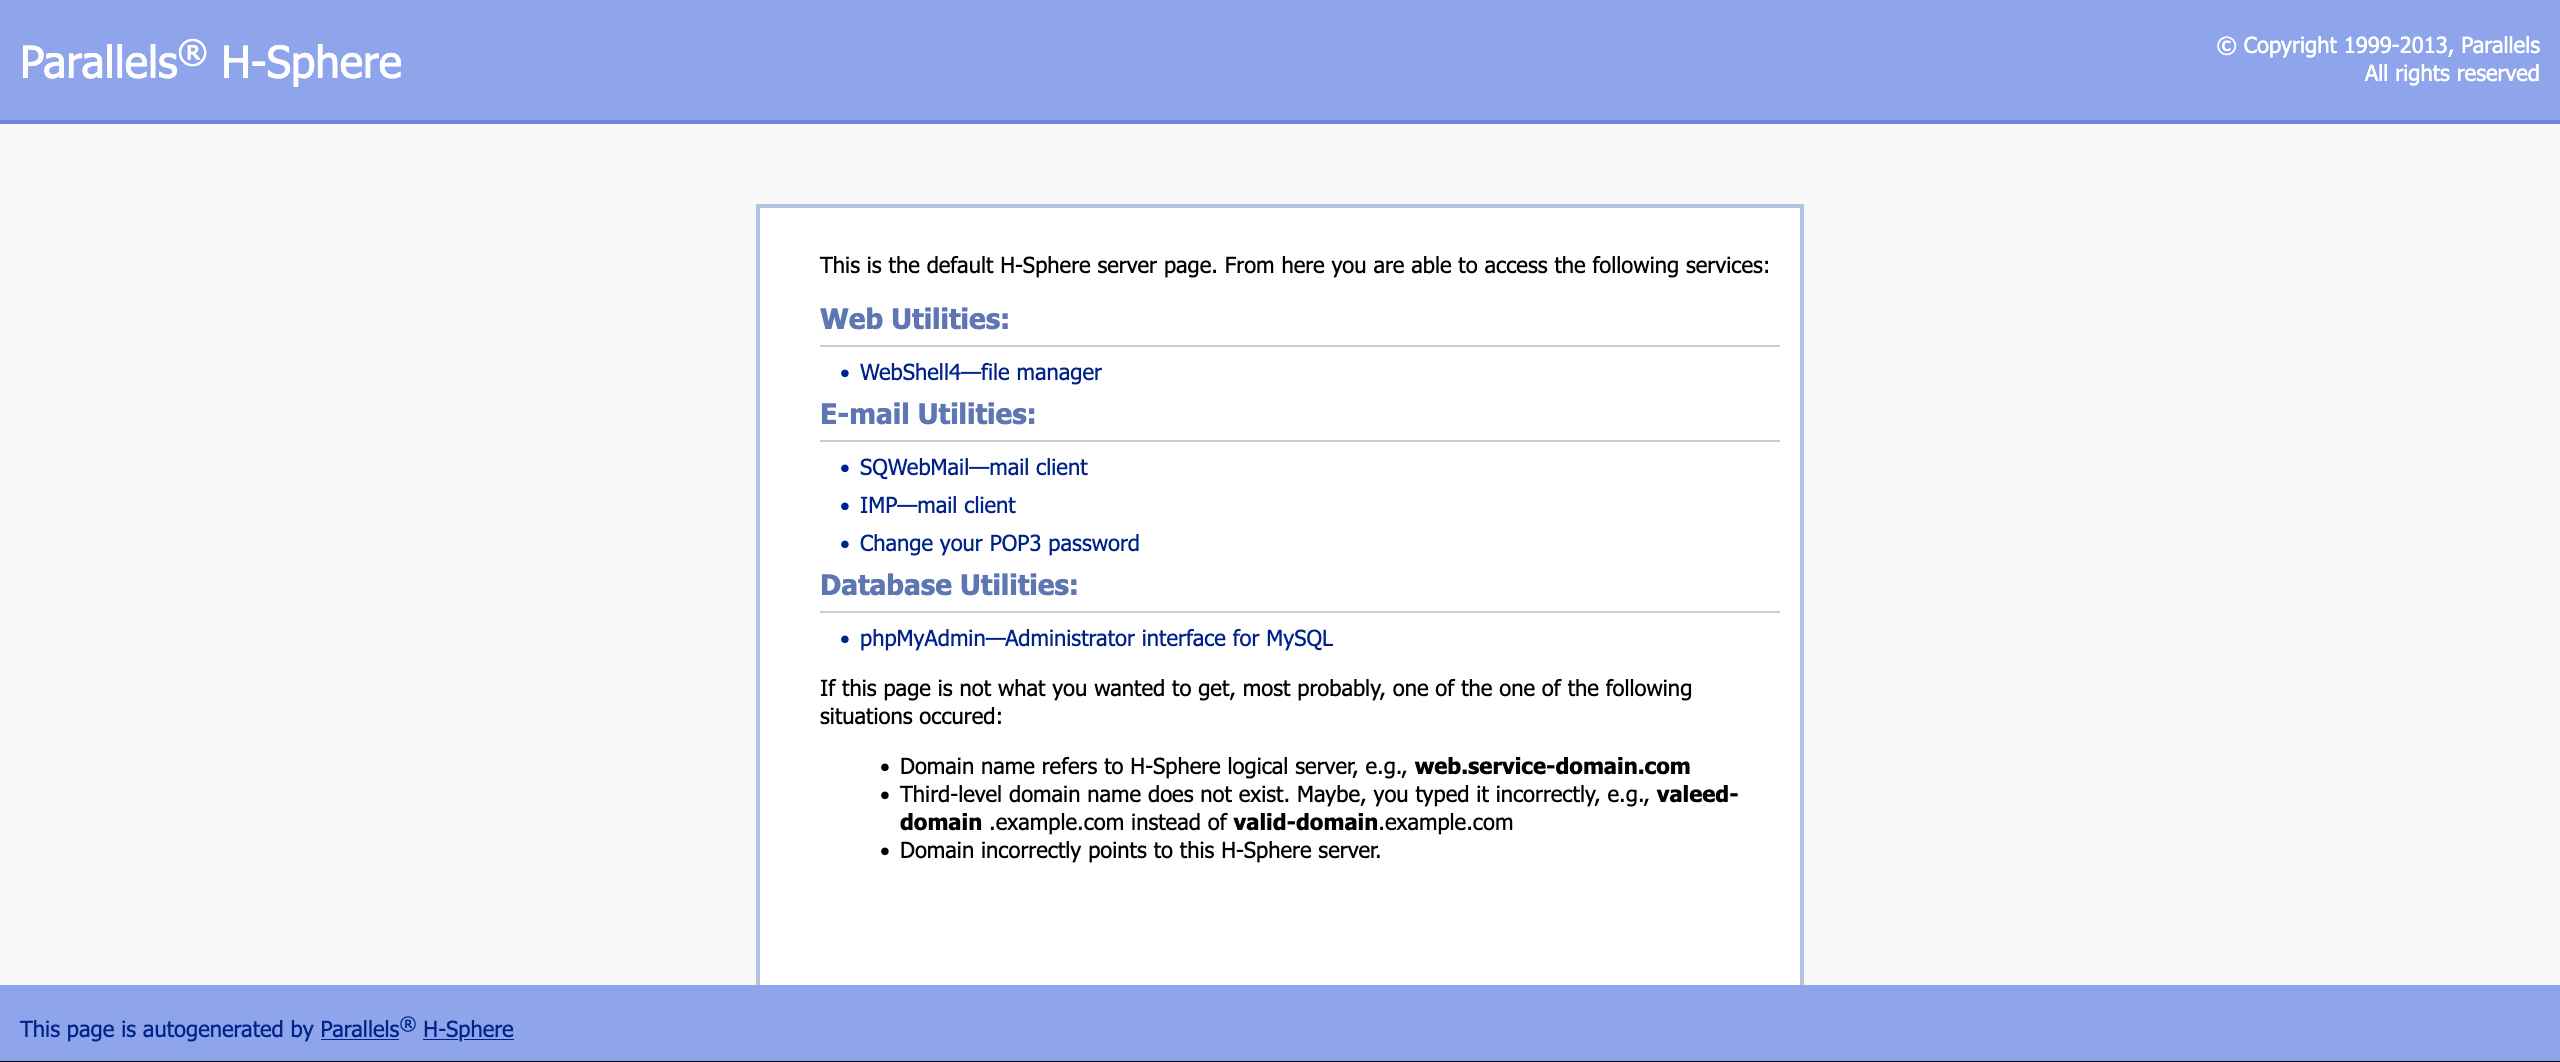 Parallels® H-Sphere
© Copyright 1999-2013, Parallels
All rights reserved
This is the default H-Sphere server page. From here you are able to access the following services:
Web Utilities:
• WebShell4—file manager
E-mail Utilities:
• SQWebMail—mail client
• IMP—mail client
• Change your POP3 password
Database Utilities:
• phpMyAdmin—Administrator interface for MySQL
If this page is not what you wanted to get, most probably, one of the one of the following
situations occured:
• Domain name refers to H-Sphere logical server, e.g., web.service-domain.com
• Third-level domain name does not exist. Maybe, you typed it incorrectly, e.g., valeed-
domain .example.com instead of valid-domain.example.com
• Domain incorrectly points to this H-Sphere server.
This page is autogenerated by Parallels® H-Sphere